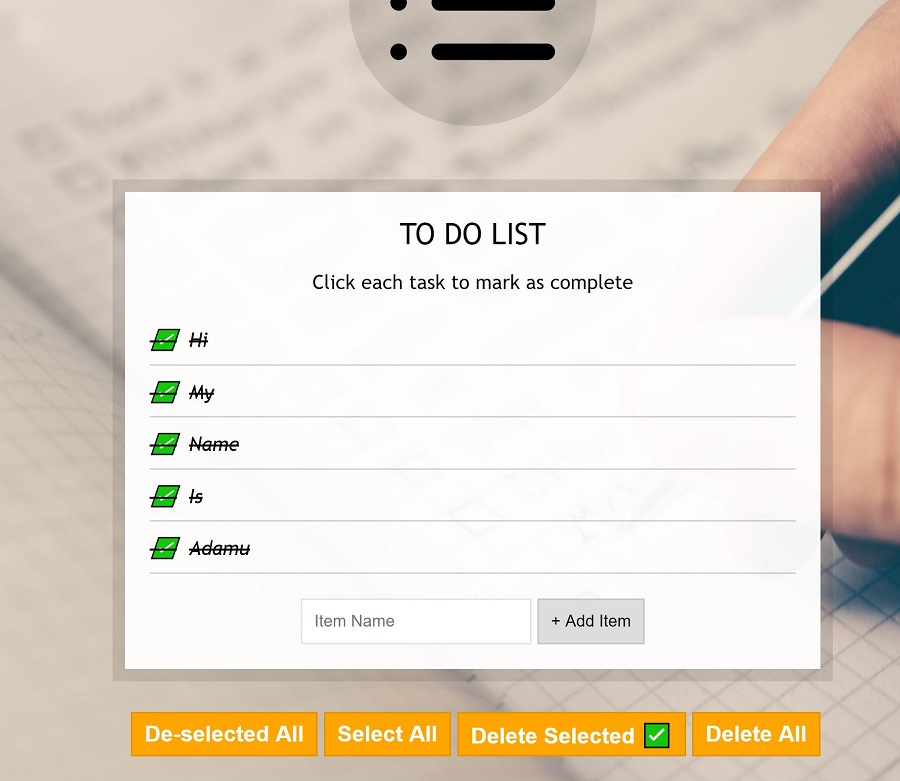 TO DO LIST
Click each task to mark as complete
Hi
My
Name
Is
Adamu
Item Name
+ Add Item
De-selected All
Select All
Delete Selected ✅
Delete All